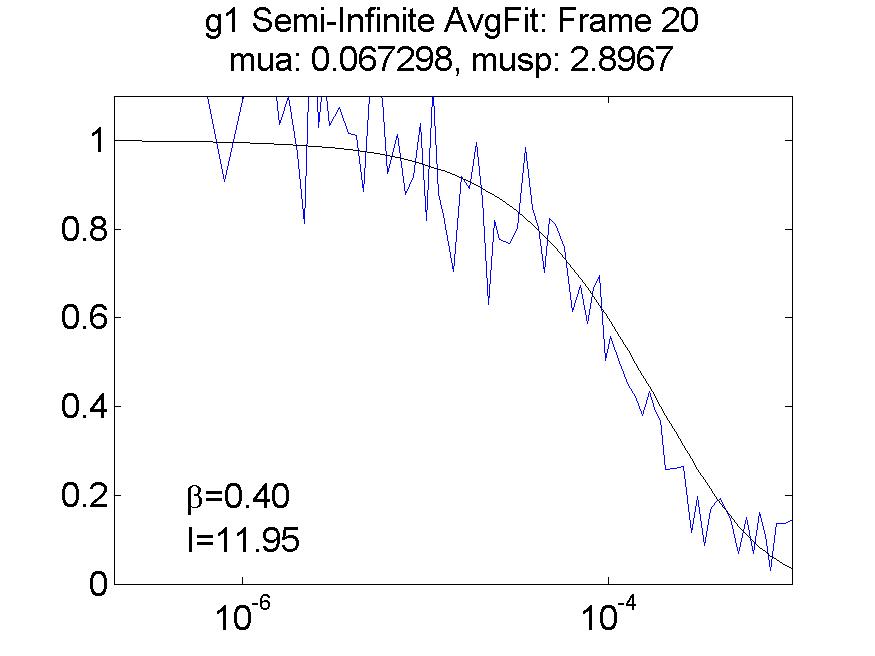 g1 Semi-Infinite AvgFit: Frame 20
mua: 0.067298, musp: 2.8967
1
0.8
0.6
0.4
0.2
0
β=0.40
I=11.95
10^-6 10^-4